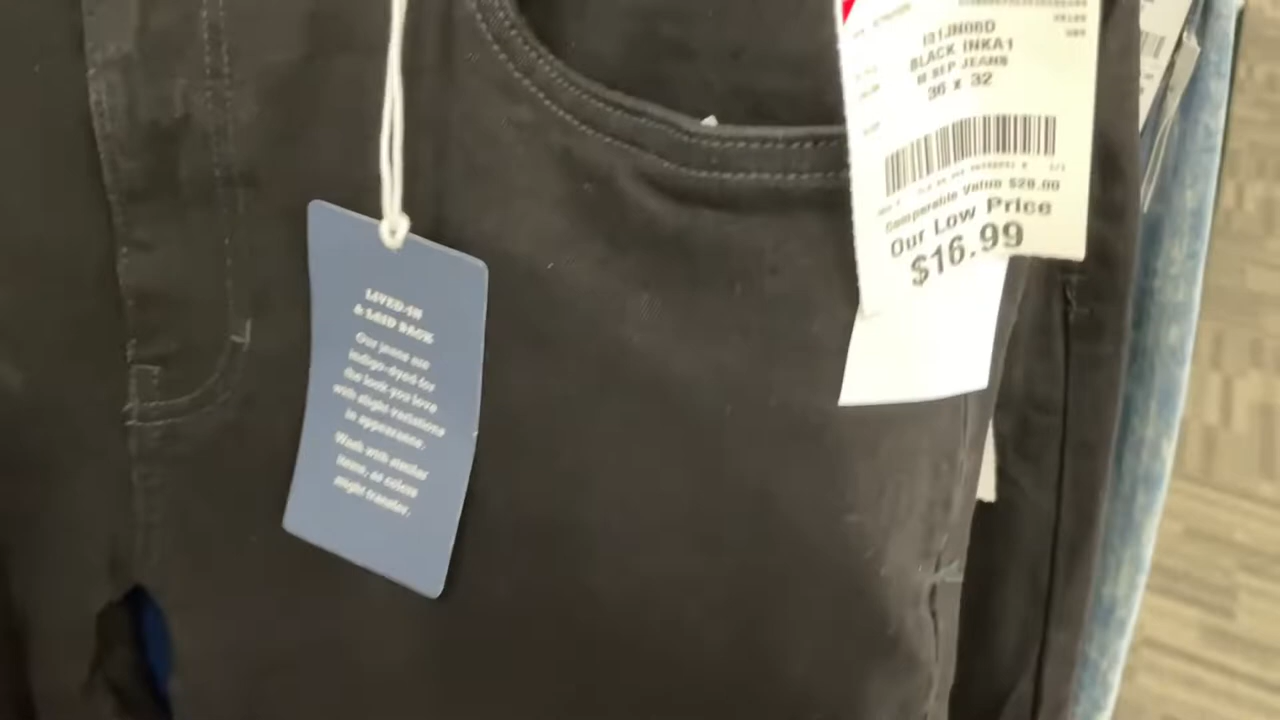 LIVED-IN
& LAID BACK
Our jeans are
indigo-dyed for
the look you love
with slight variations
in appearance.
Wash with similar
items, as colors
might transfer.
BLACK INKA1
JEANS
36 x 32
Comparable Value
Our Low Price
$16.99